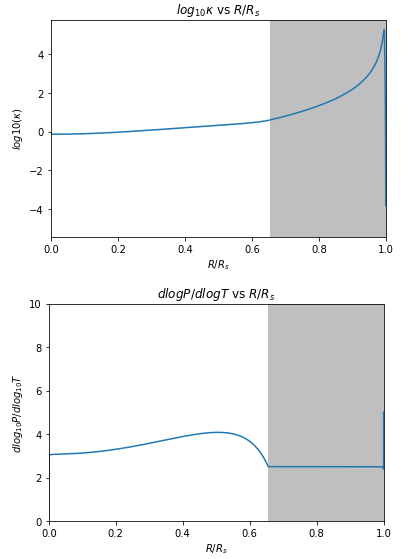 log₁₀κ vs R/Rₛ
4
2
0
−2
−4
log10(κ)
0.0 0.2 0.4 0.6 0.8 1.0
R/Rₛ
dlogP/dlogT vs R/Rₛ
10
8
6
4
2
0
dlog₁₀P/dlog₁₀T
0.0 0.2 0.4 0.6 0.8 1.0
R/Rₛ